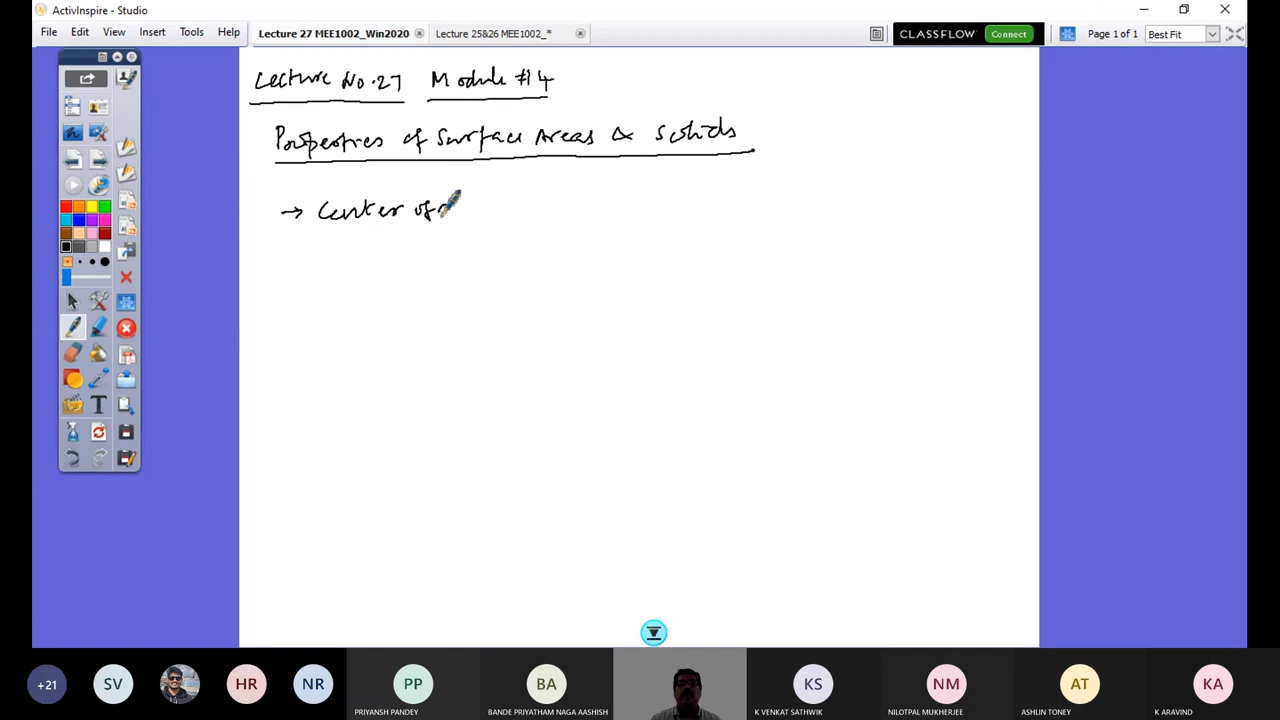 ActivInspire - Studio
File Edit View Insert Tools Help
Lecture 27 MEE1002_Win2020
Lecture 25&26 MEE1002_*
CLASSFLOW Connect
Page 1 of 1
Best Fit
Lecture No.27 Module #4
Properties of Surface Areas & Solids
→ Center of
+21
SV
HR
NR
PP
BA
KS
NM
AT
KA
PRIYANSH PANDEY
BANDE PRIYATHAM NAGA AASHISH
K VENKAT SATHWIK
NILOTPAL MUKHERJEE
ASHLIN TONEY
K ARAVIND